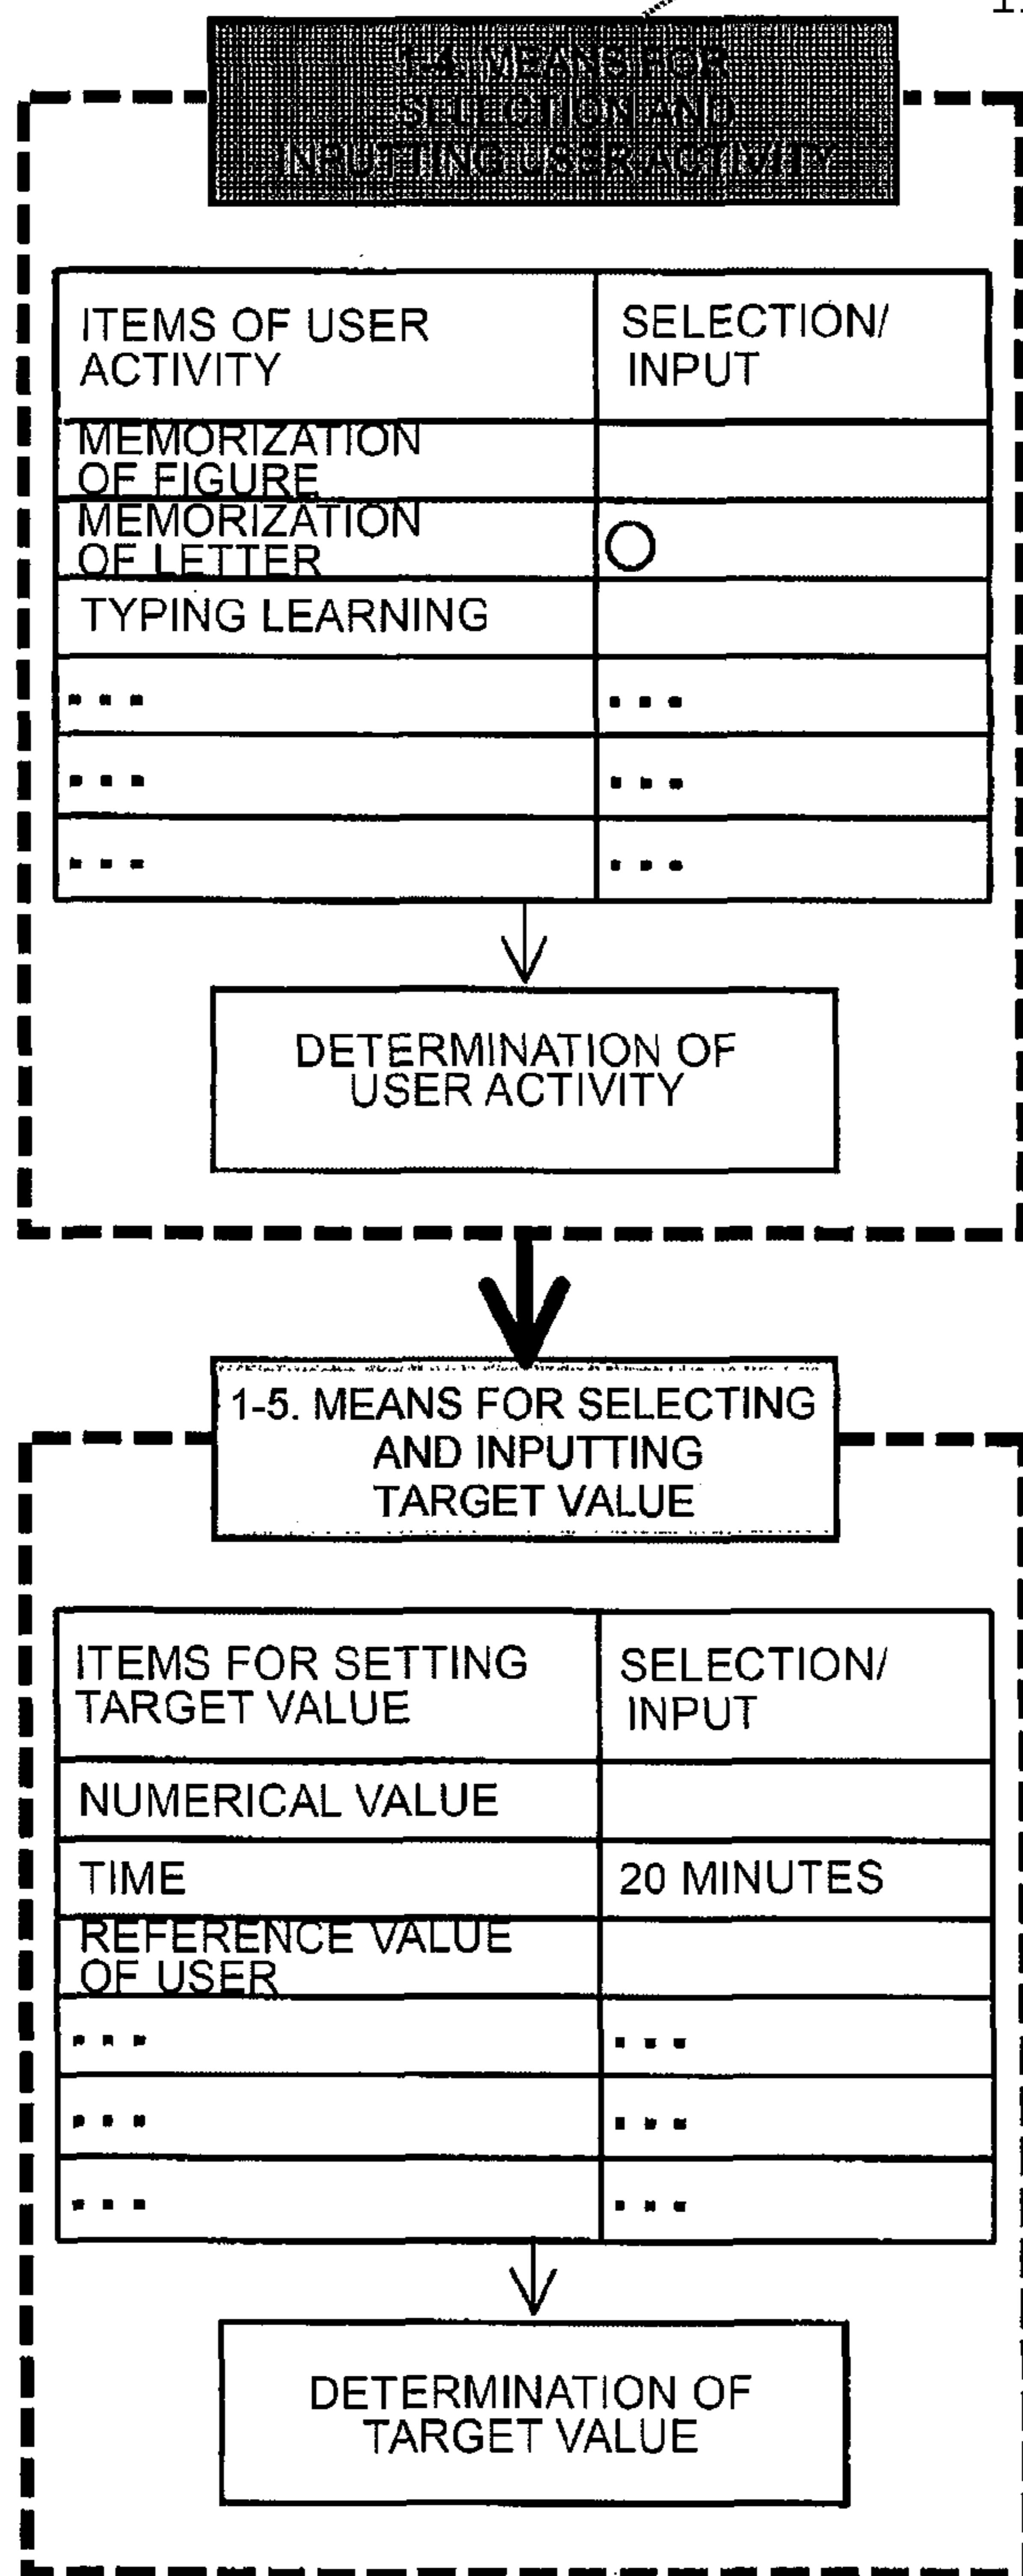 1-4. MEANS FOR
SELECTION AND
INPUTTING USER ACTIVITY
ITEMS OF USER
ACTIVITY
SELECTION/
INPUT
MEMORIZATION
OF FIGURE
MEMORIZATION
OF LETTER
◯
TYPING LEARNING
... ...
... ...
... ...
DETERMINATION OF
USER ACTIVITY
1-5. MEANS FOR SELECTING
AND INPUTTING
TARGET VALUE
ITEMS FOR SETTING
TARGET VALUE
SELECTION/
INPUT
NUMERICAL VALUE
TIME 20 MINUTES
REFERENCE VALUE
OF USER
... ...
... ...
... ...
DETERMINATION OF
TARGET VALUE